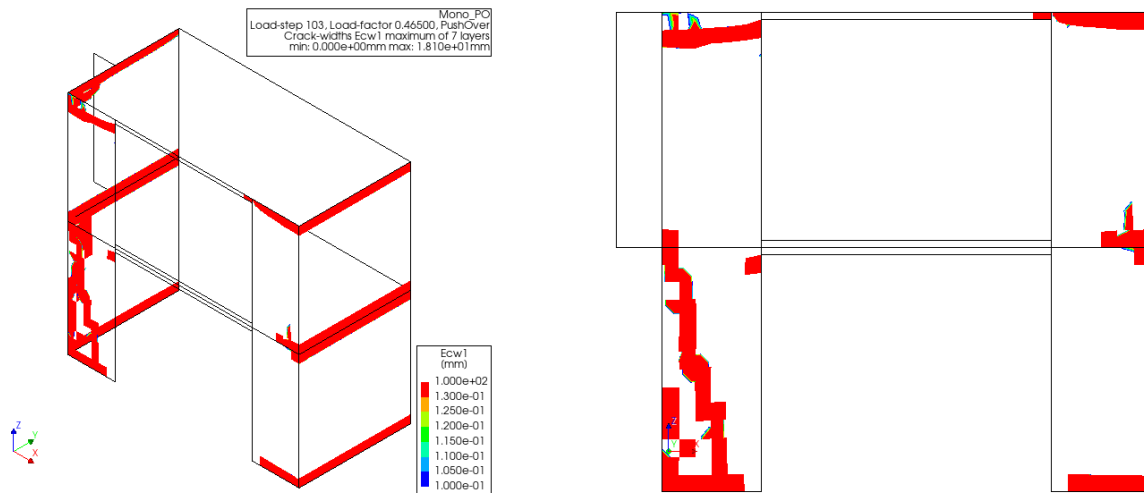 Mono_PO
Load-step 103, Load-factor 0.46500, PushOver
Crack-widths Ecw1 maximum of 7 layers
min: 0.000e+00mm max: 1.810e+01mm
Ecw1
(mm)
1.000e+02
1.300e-01
1.250e-01
1.200e-01
1.150e-01
1.100e-01
1.050e-01
1.000e-01
Z
Y
X
Z
Y
X